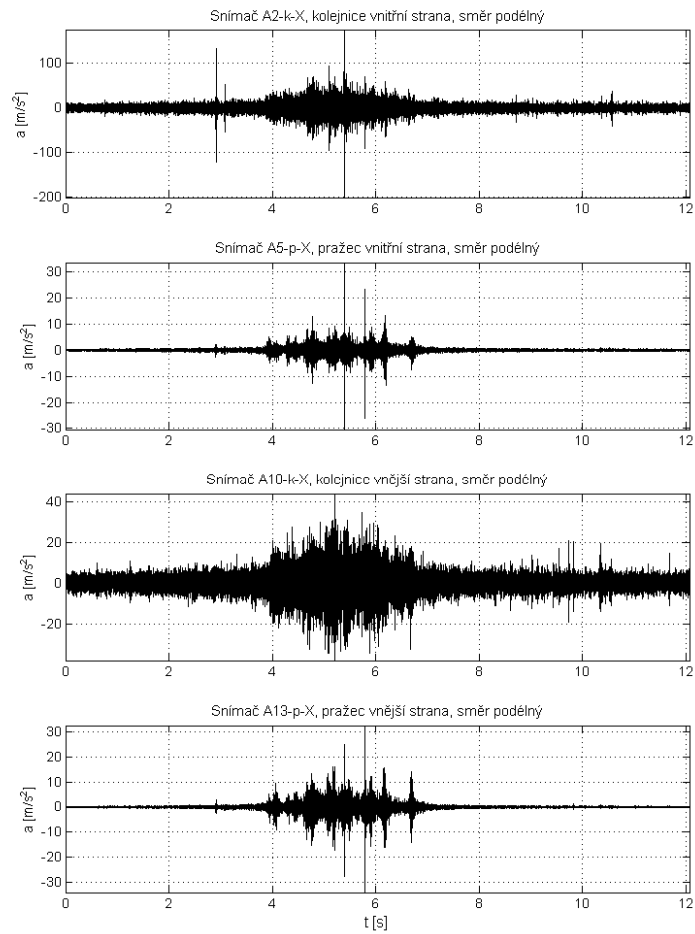 Snímač A2-k-X, kolejnice vnitřní strana, směr podélný
a [m/s²]
100
0
-100
-200
0 2 4 6 8 10 12
Snímač A5-p-X, pražec vnitřní strana, směr podélný
a [m/s²]
30
20
10
0
-10
-20
-30
0 2 4 6 8 10 12
Snímač A10-k-X, kolejnice vnější strana, směr podélný
a [m/s²]
40
20
0
-20
0 2 4 6 8 10 12
Snímač A13-p-X, pražec vnější strana, směr podélný
a [m/s²]
30
20
10
0
-10
-20
-30
0 2 4 6 8 10 12
t [s]